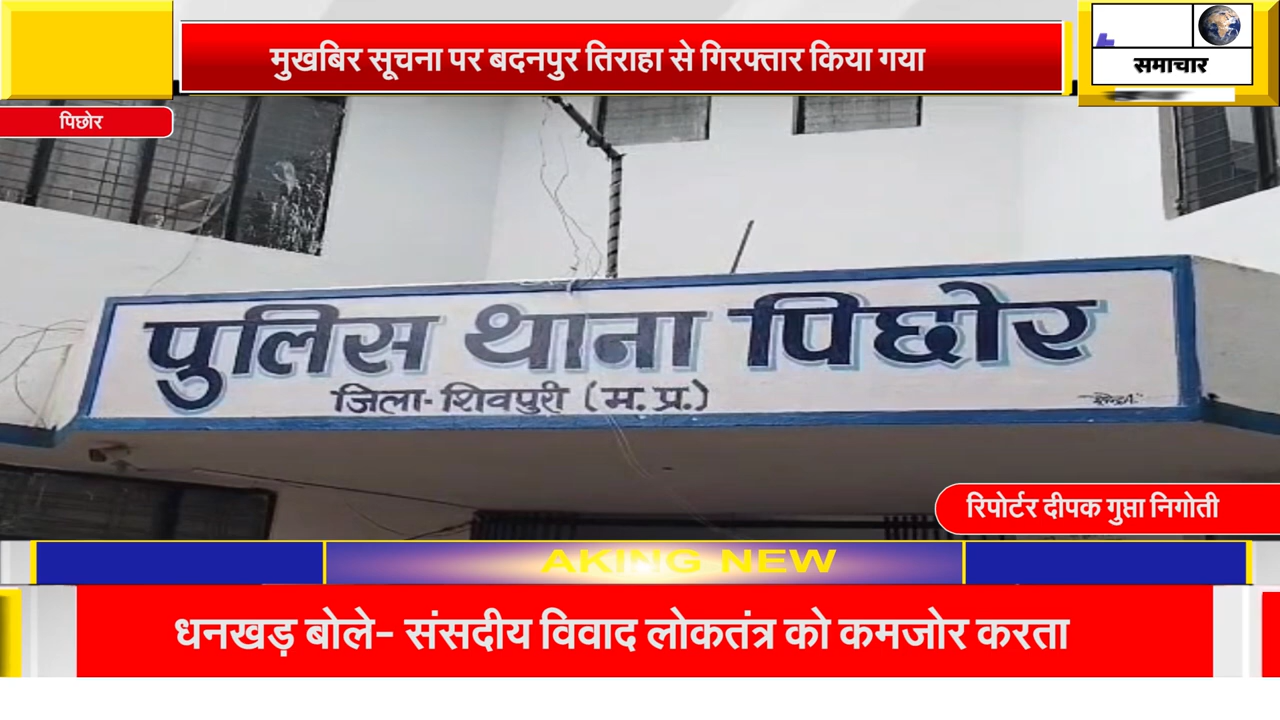 मुखबिर सूचना पर बदनपुर तिराहा से गिरफ्तार किया गया
समाचार
पिछोर
पुलिस थाना पिछोर
जिला- शिवपुरी (म. प्र.)
रिपोर्टर दीपक गुप्ता निगोती
AKING NEW
धनखड़ बोले- संसदीय विवाद लोकतंत्र को कमजोर करता